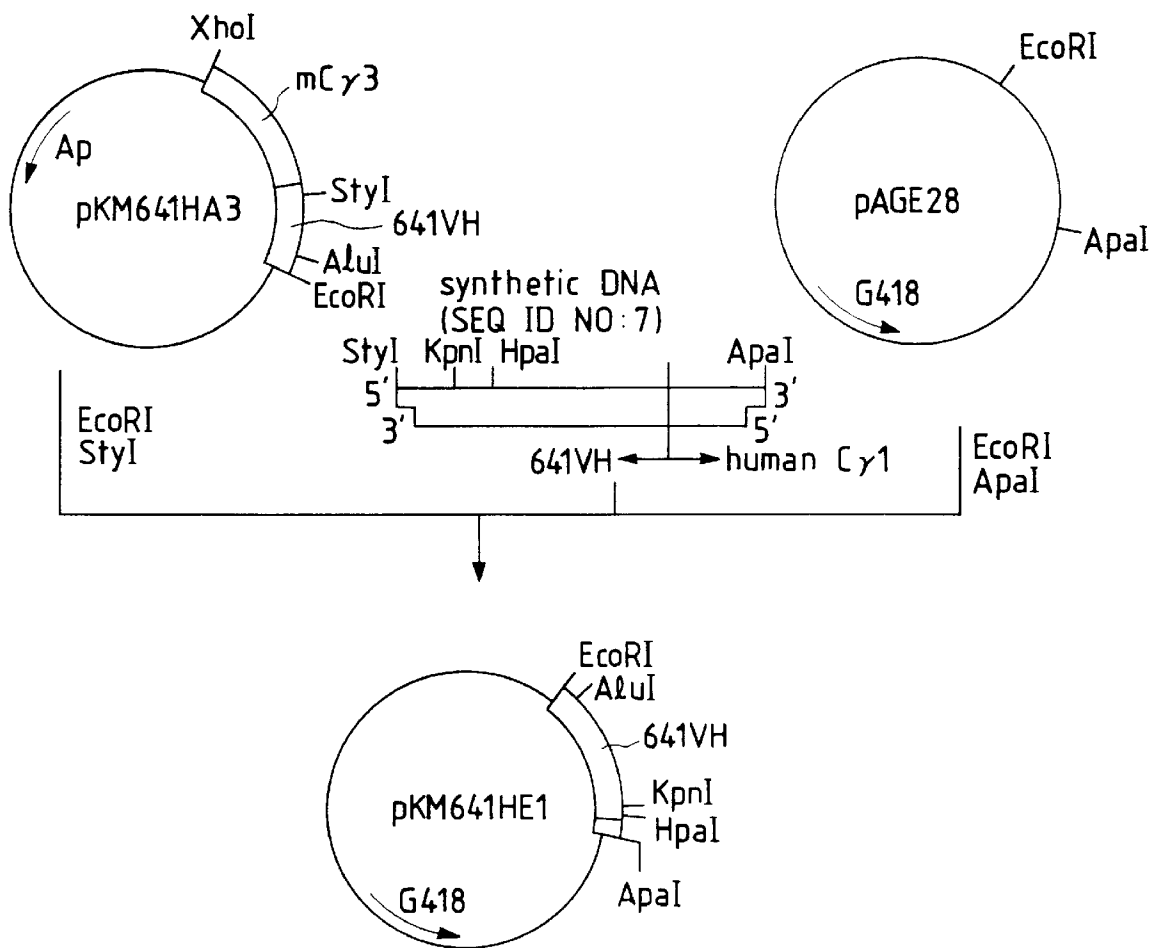 XhoI
mCγ3
Ap
pKM641HA3
StyI
641VH
AluI
EcoRI
EcoRI
pAGE28
ApaI
G418
synthetic DNA
(SEQ ID NO:7)
StyI KpnI HpaI ApaI
5' 3'
3' 5'
641VH human Cγ1
EcoRI
StyI
EcoRI
ApaI
EcoRI
AluI
641VH
pKM641HE1
KpnI
HpaI
ApaI
G418